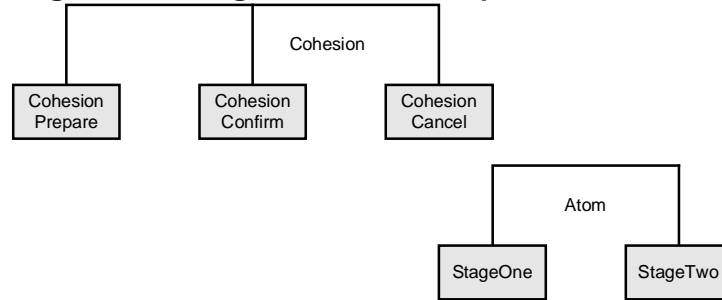 Cohesion
Cohesion
Prepare
Cohesion
Confirm
Cohesion
Cancel
Atom
StageOne
StageTwo